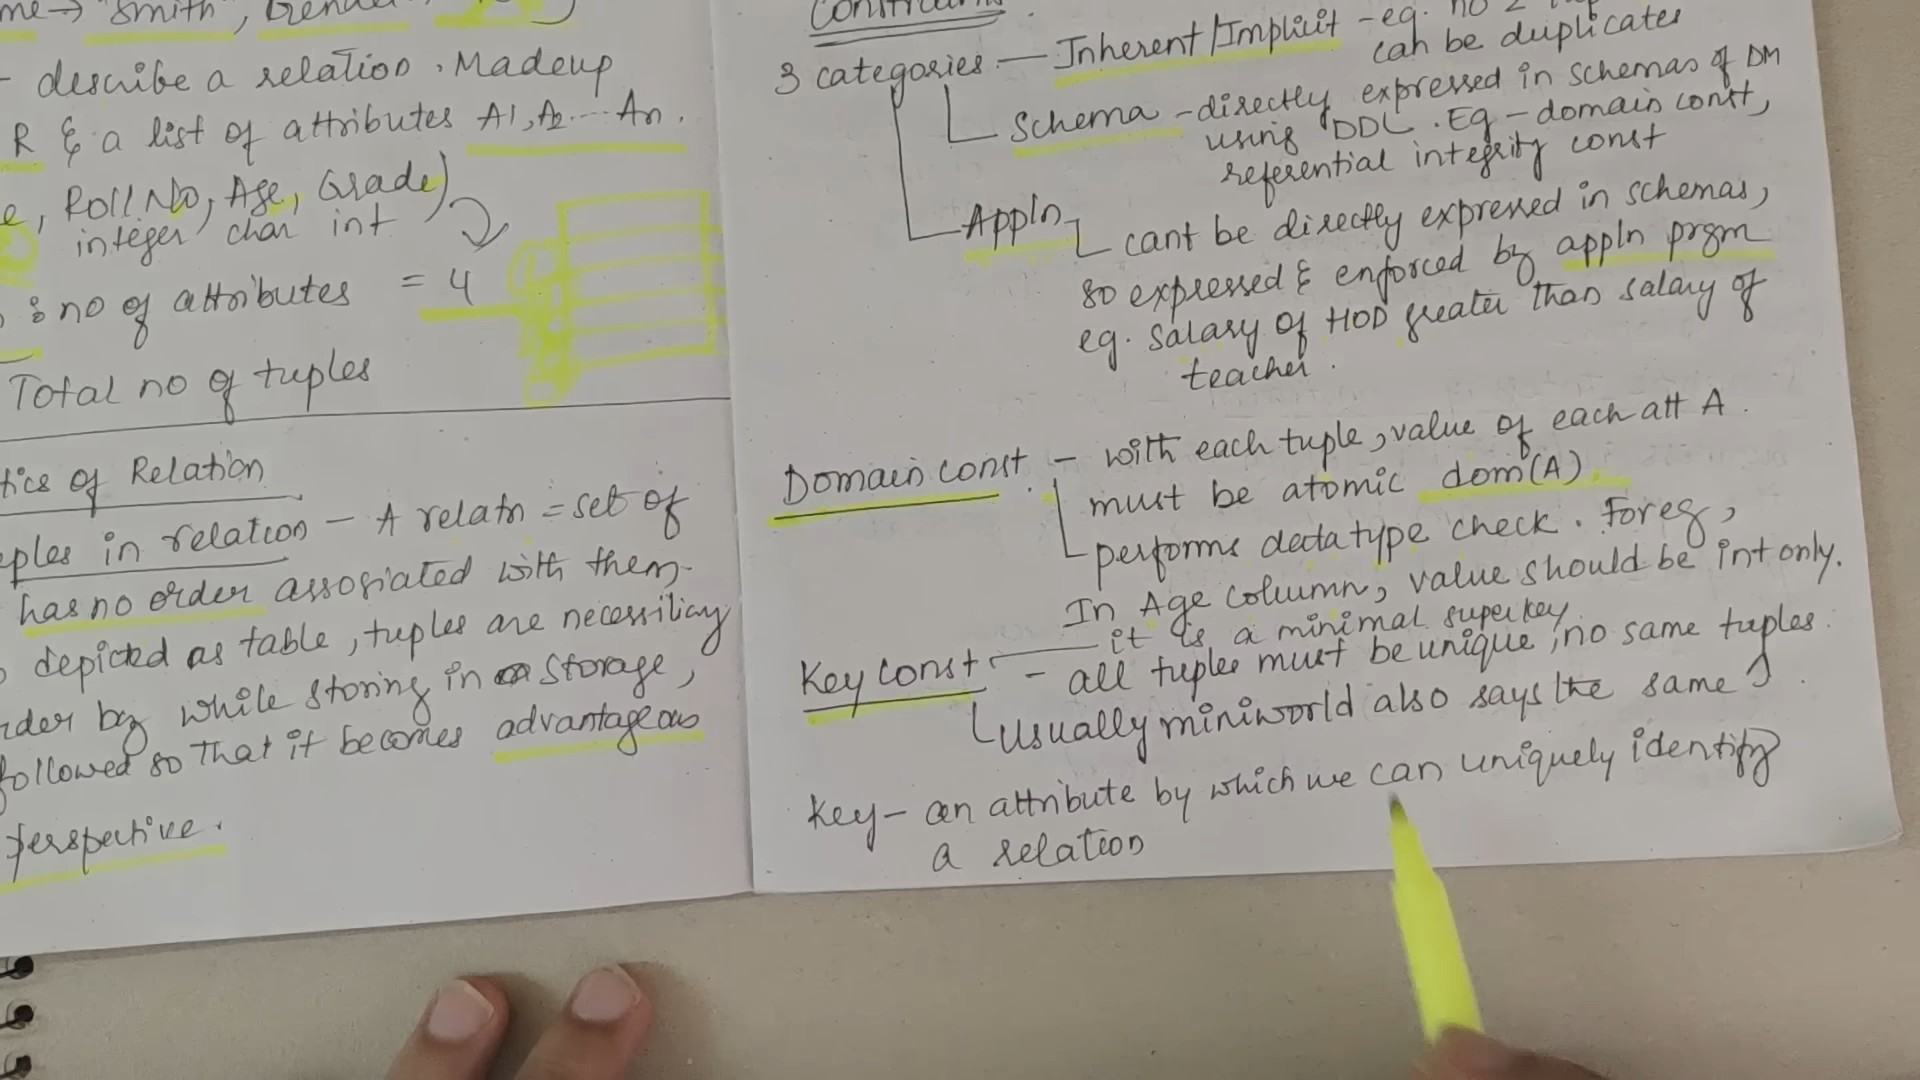 me → "Smith",
- describe a relation. Madeup
R & a list of attributes A1, A2....An.
e, Roll No, Age, Grade)
integer char int
: no of attributes = 4
Total no of tuples
tics of Relation
ples in relation - A relatn = set of
has no order assosiated with them.
depicted as table, tuples are necessiliay
rder by while storing in storage,
followed so that it becomes advantageous
perspective.
Constraints
3 categories - Inherent/Implicit - eg. no 2
can be duplicates
Schema - directly expressed in schemas of DM
using DDL. Eg - domain const,
referential integrity const
Appln
cant be directly expressed in schemas,
so expressed & enforced by appln prgm
eg. Salary of HOD greater than salary of
teacher.
Domain const. - with each tuple, value of each att A.
must be atomic dom(A).
performs datatype check. For eg,
In Age column, value should be int only.
it is a minimal superkey
Key const - all tuples must be unique, no same tuples.
Usually miniworld also says the same.
Key - an attribute by which we can uniquely identify
a relation